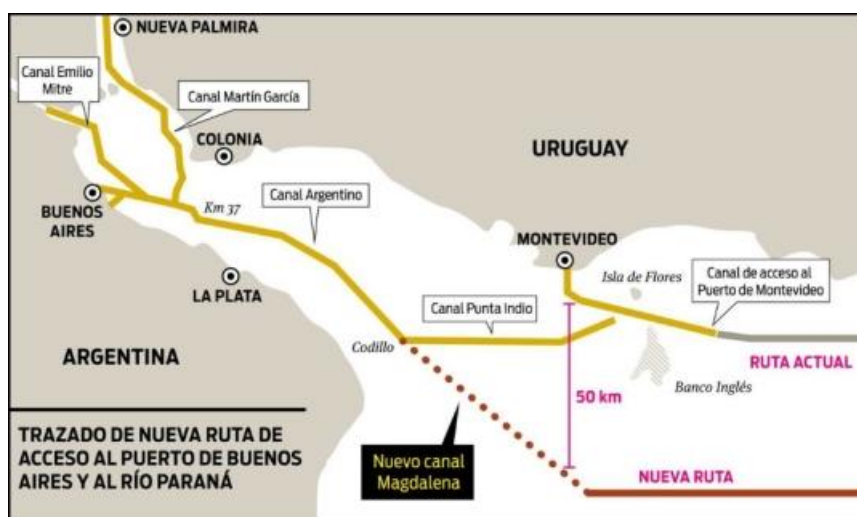 NUEVA PALMIRA
Canal Emilio
Mitre
Canal Martín García
COLONIA
URUGUAY
BUENOS
AIRES
Km 37
Canal Argentino
LA PLATA
MONTEVIDEO
Isla de Flores
Canal de acceso al
Puerto de Montevideo
Canal Punta Indio
Codillo
ARGENTINA
RUTA ACTUAL
Banco Inglés
50 km
TRAZADO DE NUEVA RUTA DE
ACCESO AL PUERTO DE BUENOS
AIRES Y AL RÍO PARANÁ
Nuevo canal
Magdalena
NUEVA RUTA